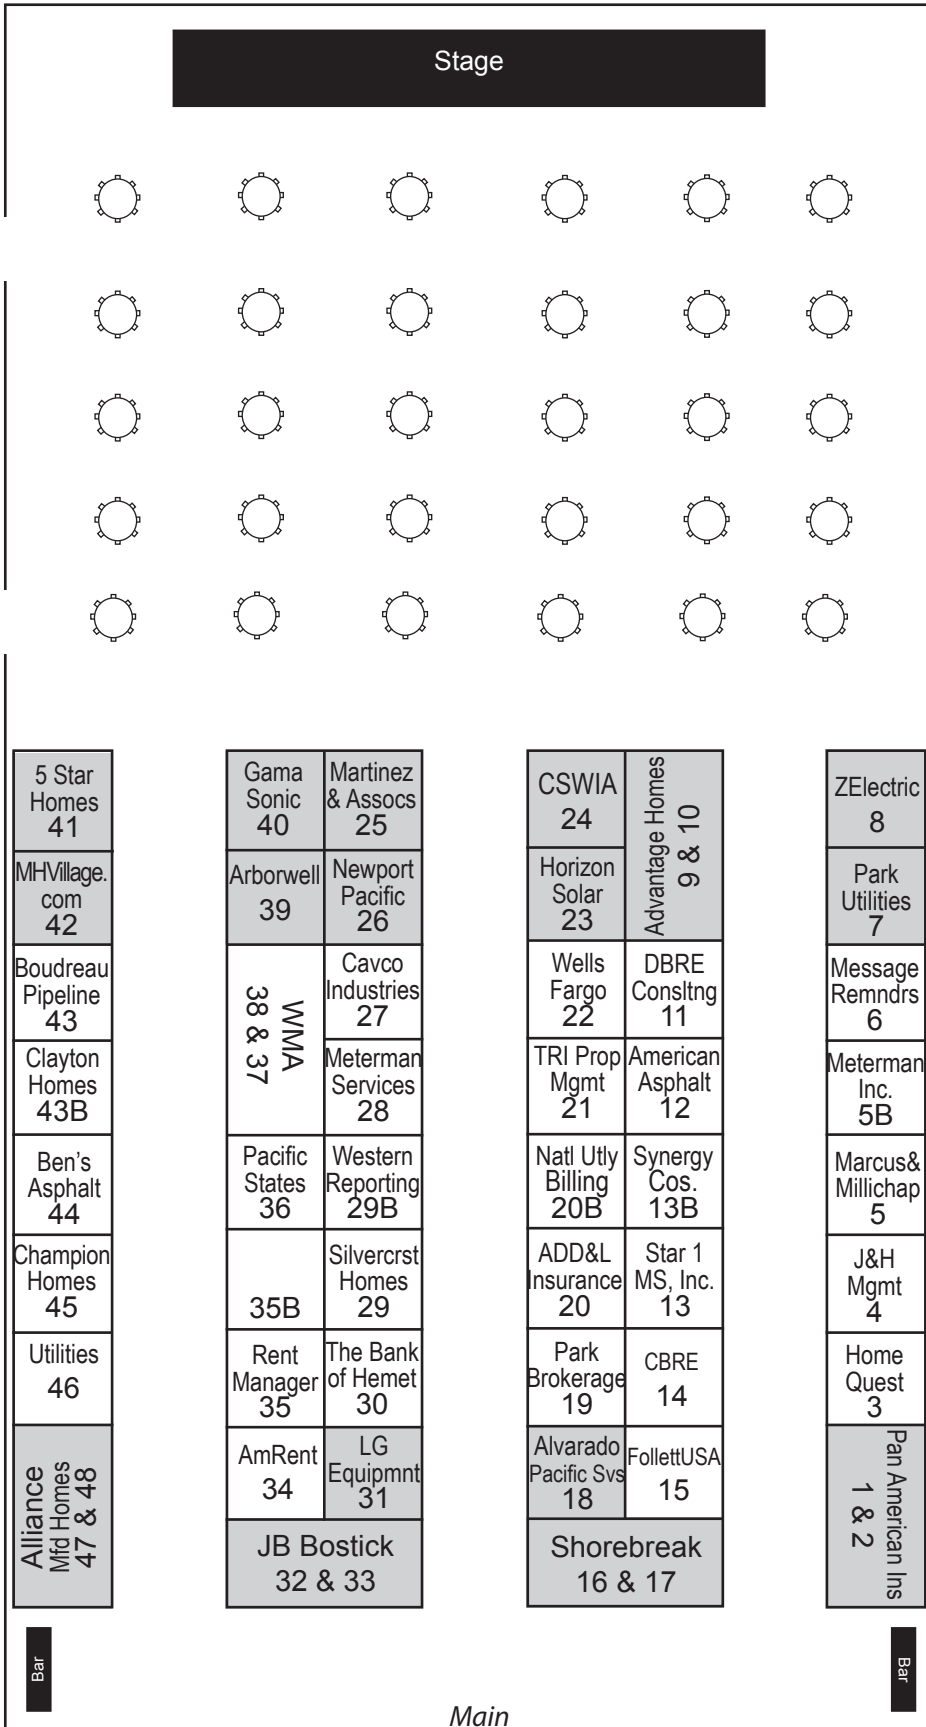 Stage
5 Star
Homes
41
MHVillage.
com
42
Boudreau
Pipeline
43
Clayton
Homes
43B
Ben's
Asphalt
44
Champion
Homes
45
Utilities
46
Alliance
Mfd Homes
47 & 48
Gama
Sonic
40
Arborwell
39
WMA
38 & 37
Pacific
States
36
35B
Rent
Manager
35
AmRent
34
Martinez
& Assocs
25
Newport
Pacific
26
Cavco
Industries
27
Meterman
Services
28
Western
Reporting
29B
Silvercrst
Homes
29
The Bank
of Hemet
30
LG
Equipmnt
31
JB Bostick
32 & 33
CSWIA
24
Horizon
Solar
23
Wells
Fargo
22
TRI Prop
Mgmt
21
Natl Utly
Billing
20B
ADD&L
Insurance
20
Park
Brokerage
19
Alvarado
Pacific Svs
18
Advantage Homes
9 & 10
DBRE
Consltng
11
American
Asphalt
12
Synergy
Cos.
13B
Star 1
MS, Inc.
13
CBRE
14
FollettUSA
15
Shorebreak
16 & 17
ZElectric
8
Park
Utilities
7
Message
Remndrs
6
Meterman
Inc.
5B
Marcus&
Millichap
5
J&H
Mgmt
4
Home
Quest
3
Pan American Ins
1 & 2
Bar
Bar
Main